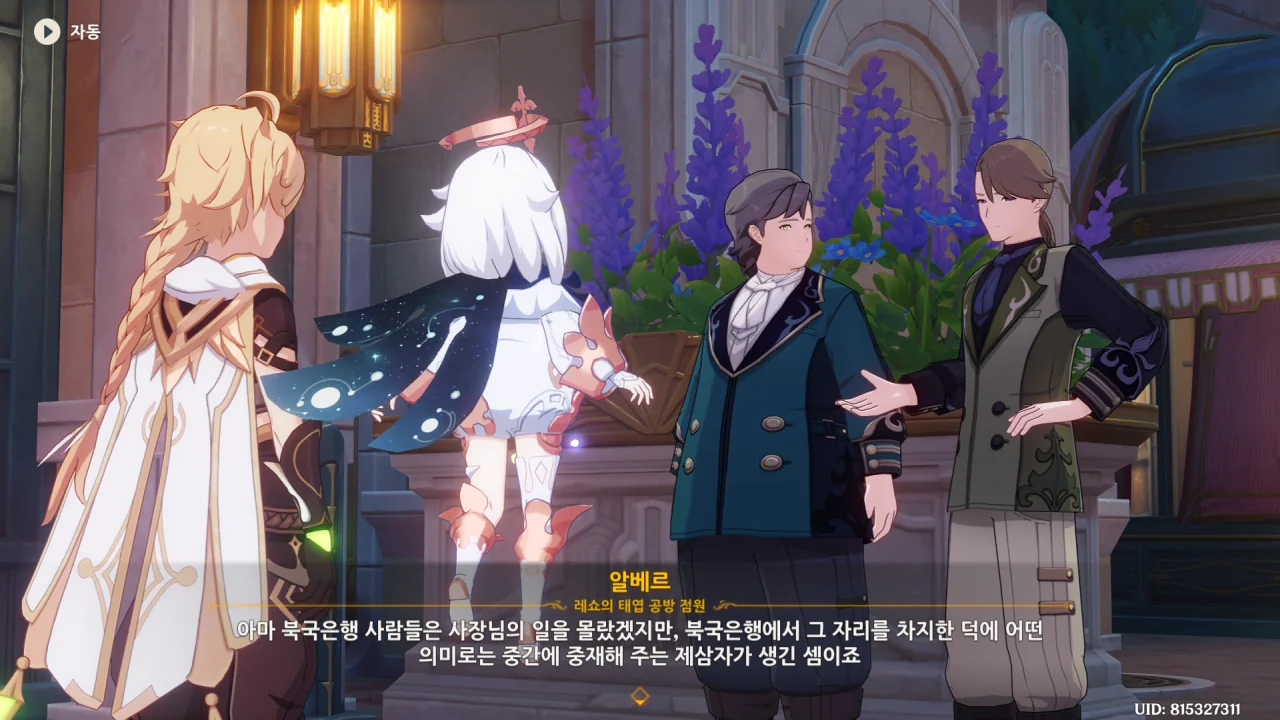 자동
알베르
레쇼의 태엽 공방 점원
아마 북국은행 사람들은 사장님의 일을 몰랐겠지만, 북국은행에서 그 자리를 차지한 덕에 어떤
의미로는 중간에 중재해 주는 제삼자가 생긴 셈이죠
UID: 815327311